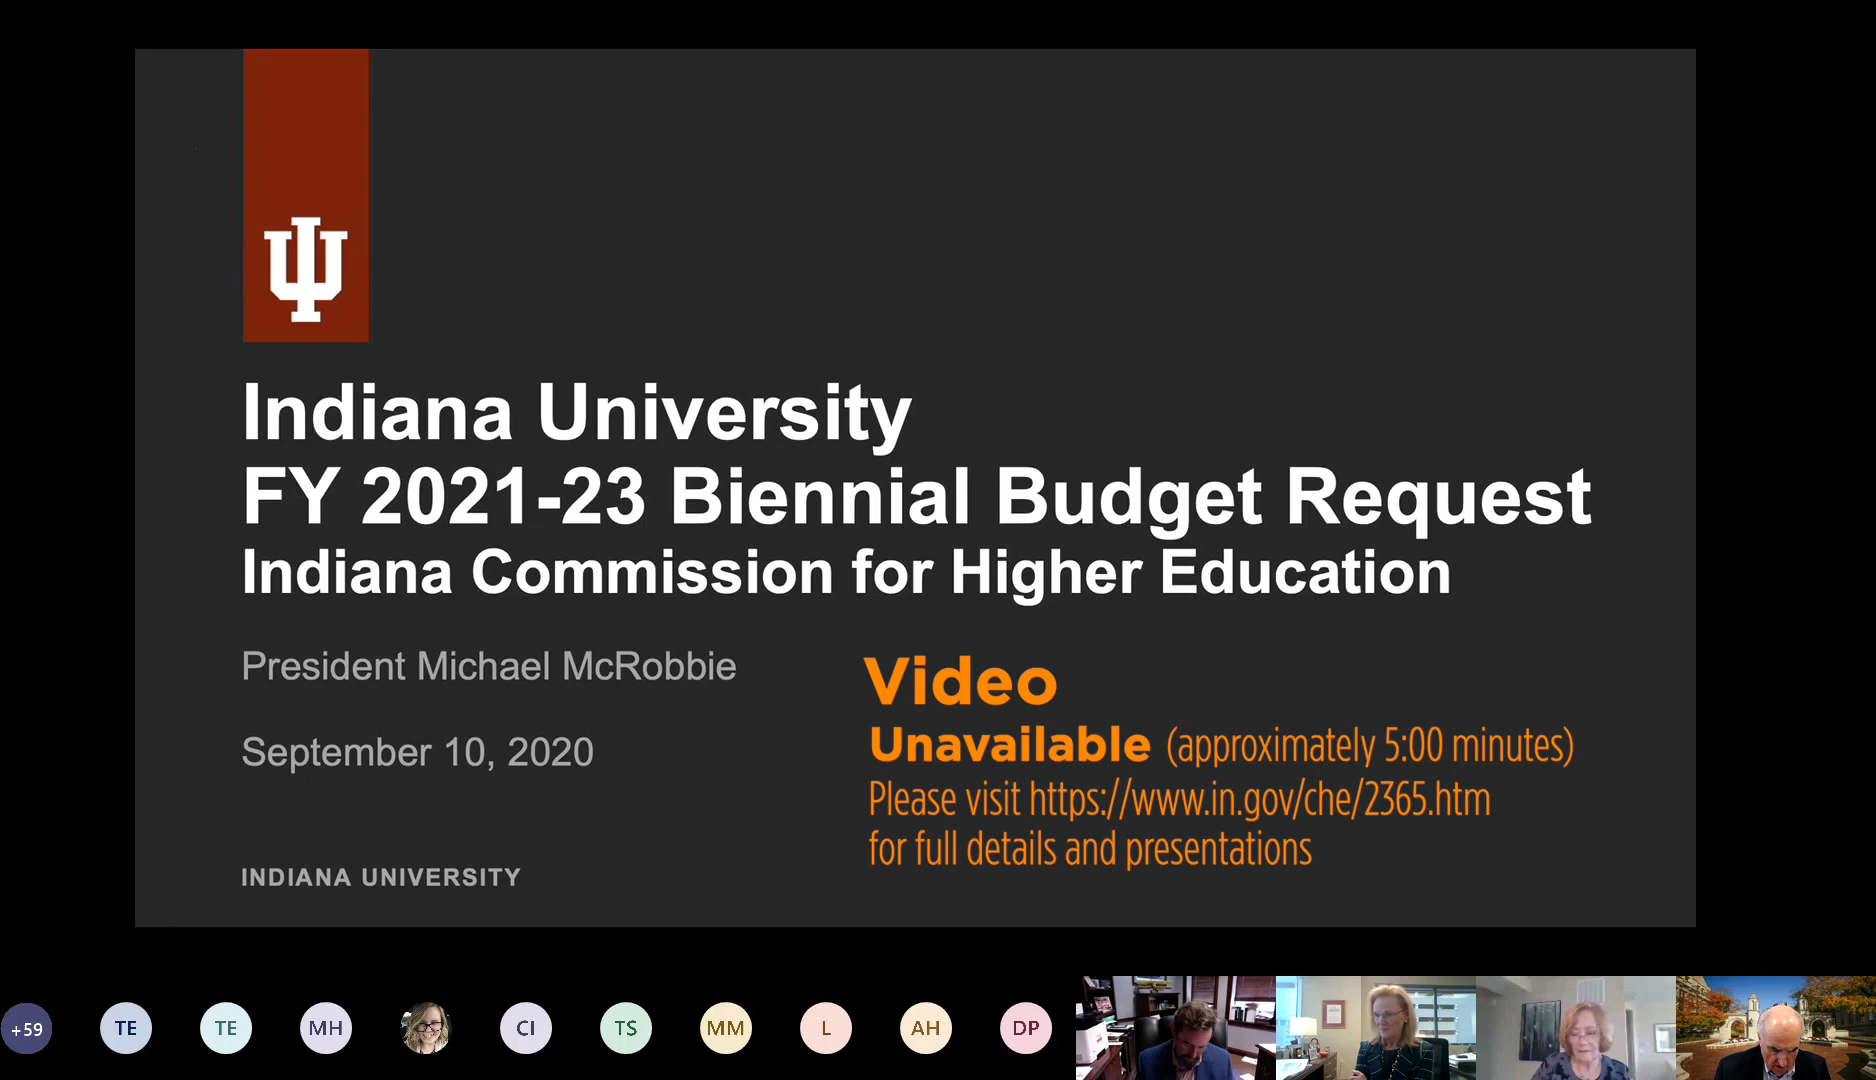 Indiana University
FY 2021-23 Biennial Budget Request
Indiana Commission for Higher Education
President Michael McRobbie
September 10, 2020
Video
Unavailable (approximately 5:00 minutes)
Please visit https://www.in.gov/che/2365.htm
for full details and presentations
INDIANA UNIVERSITY
+59 TE TE MH CI TS MM L AH DP